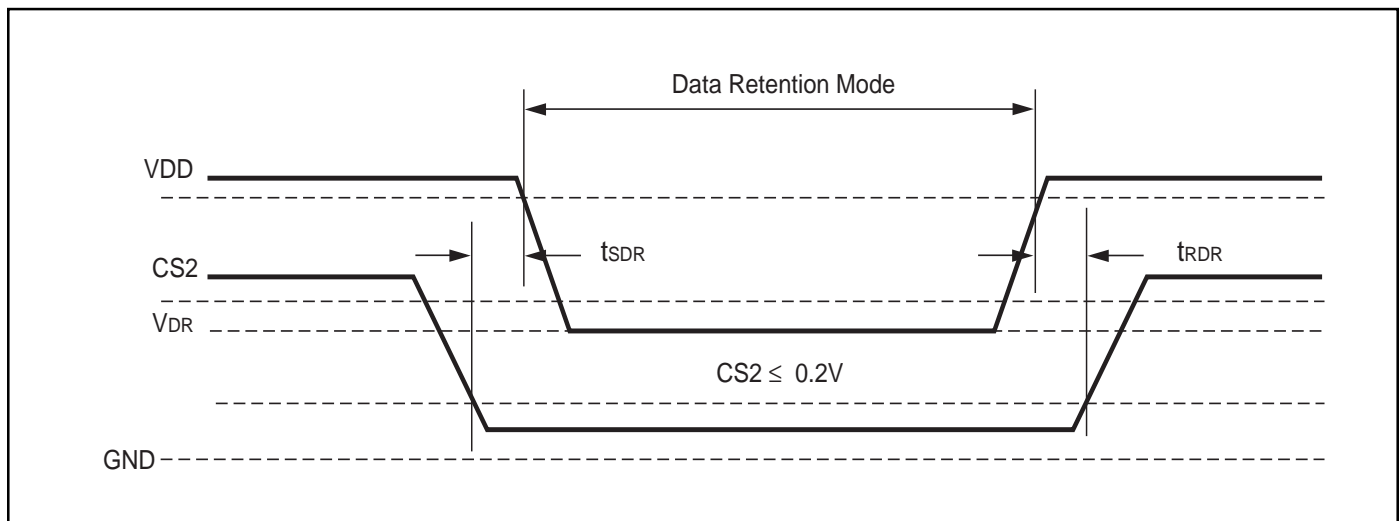 Data Retention Mode
VDD
tSDR
tRDR
CS2
VDR
CS2 ≤ 0.2V
GND